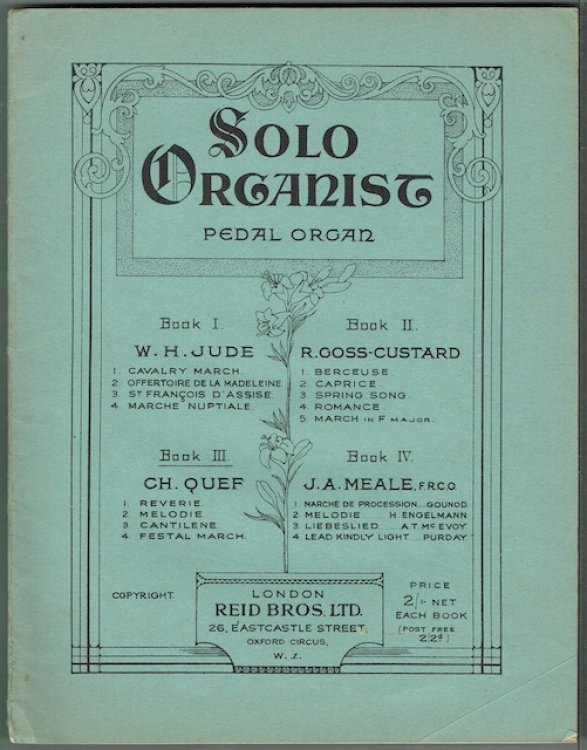 SOLO
ORGANIST
PEDAL ORGAN
Book I.
W. H. JUDE
1. CAVALRY MARCH.
2. OFFERTOIRE DE LA MADELEINE
3. ST FRANÇOIS D'ASSISE.
4. MARCHE NUPTIALE.
Book II.
R. GOSS-CUSTARD
1. BERCEUSE.
2. CAPRICE.
3. SPRING SONG.
4. ROMANCE.
5. MARCH IN F MAJOR.
Book III.
CH. QUEF
1. REVERIE.
2. MELODIE.
3. CANTILENE.
4. FESTAL MARCH.
Book IV.
J. A. MEALE, F.R.C.O.
1. MARCHE DE PROCESSION... GOUNOD.
2. MELODIE ... H. ENGELMANN
3. LIEBESLIED ... A. T. McEVOY
4. LEAD KINDLY LIGHT ... PURDAY
COPYRIGHT.
LONDON
REID BROS. LTD.
26, EASTCASTLE STREET,
OXFORD CIRCUS,
W. 1.
PRICE
2/- NET
EACH BOOK
(POST FREE
2/2d)